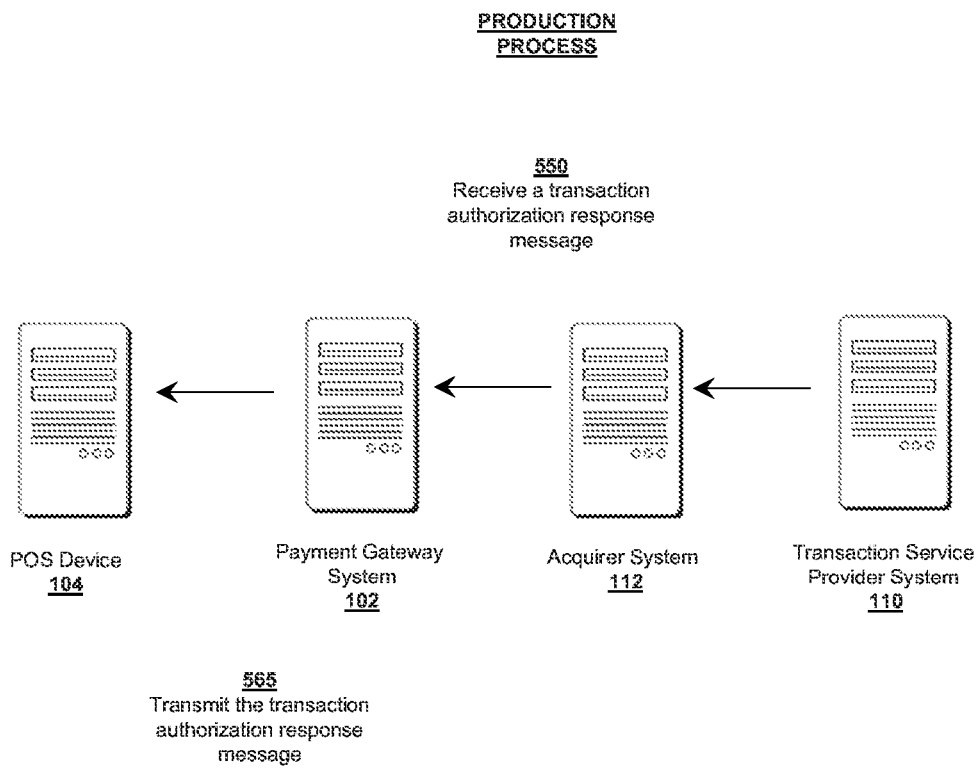 PRODUCTION
PROCESS
550
Receive a transaction
authorization response
message
POS Device
104
Payment Gateway
System
102
Acquirer System
112
Transaction Service
Provider System
110
565
Transmit the transaction
authorization response
message